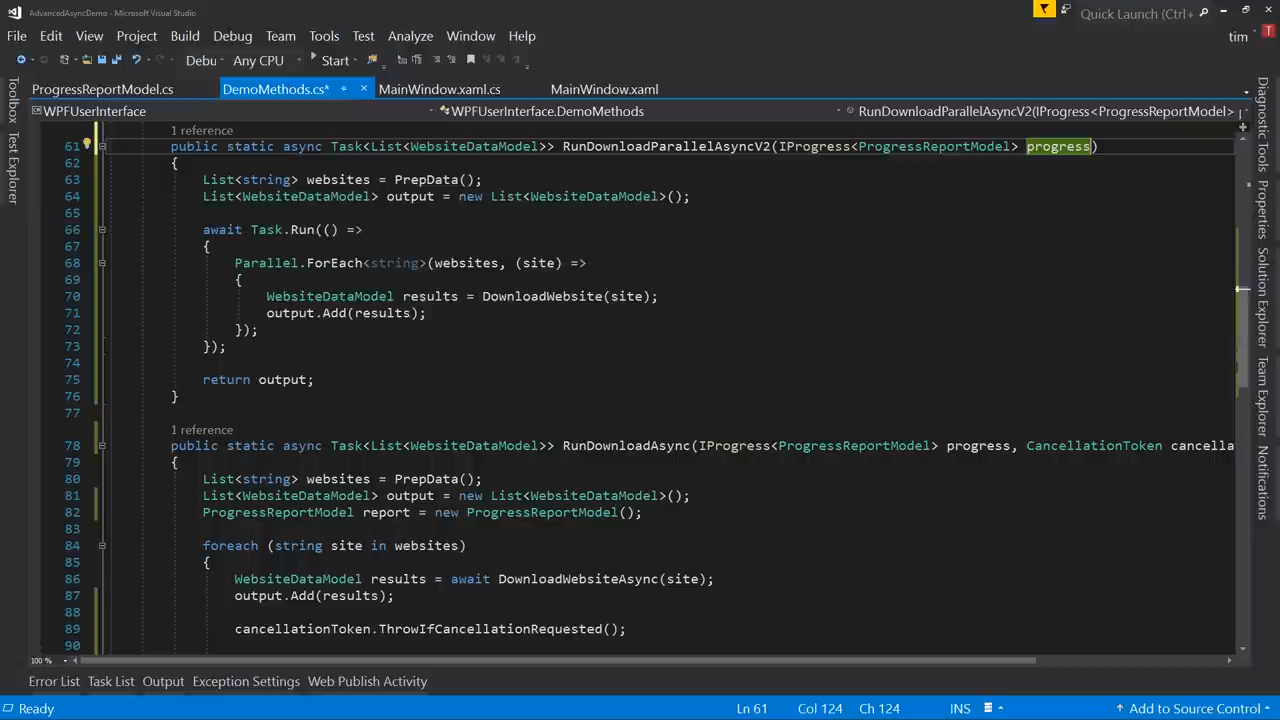 AdvancedAsyncDemo - Microsoft Visual Studio
Quick Launch (Ctrl+
File Edit View Project Build Debug Team Tools Test Analyze Window Help
tim
T
Debu Any CPU Start
ProgressReportModel.cs DemoMethods.cs* MainWindow.xaml.cs MainWindow.xaml
WPFUserInterface WPFUserInterface.DemoMethods RunDownloadParallelAsyncV2(IProgress<ProgressReportModel>
Toolbox
Test Explorer
1 reference
61 public static async Task<List<WebsiteDataModel>> RunDownloadParallelAsyncV2(IProgress<ProgressReportModel> progress)
62 {
63 List<string> websites = PrepData();
64 List<WebsiteDataModel> output = new List<WebsiteDataModel>();
65
66 await Task.Run(() =>
67 {
68 Parallel.ForEach<string>(websites, (site) =>
69 {
70 WebsiteDataModel results = DownloadWebsite(site);
71 output.Add(results);
72 });
73 });
74
75 return output;
76 }
77
1 reference
78 public static async Task<List<WebsiteDataModel>> RunDownloadAsync(IProgress<ProgressReportModel> progress, CancellationToken cancella
79 {
80 List<string> websites = PrepData();
81 List<WebsiteDataModel> output = new List<WebsiteDataModel>();
82 ProgressReportModel report = new ProgressReportModel();
83
84 foreach (string site in websites)
85 {
86 WebsiteDataModel results = await DownloadWebsiteAsync(site);
87 output.Add(results);
88
89 cancellationToken.ThrowIfCancellationRequested();
90
Diagnostic Tools
Properties
Solution Explorer
Team Explorer
Notifications
100 %
Error List Task List Output Exception Settings Web Publish Activity
Ready Ln 61 Col 124 Ch 124 INS Add to Source Control